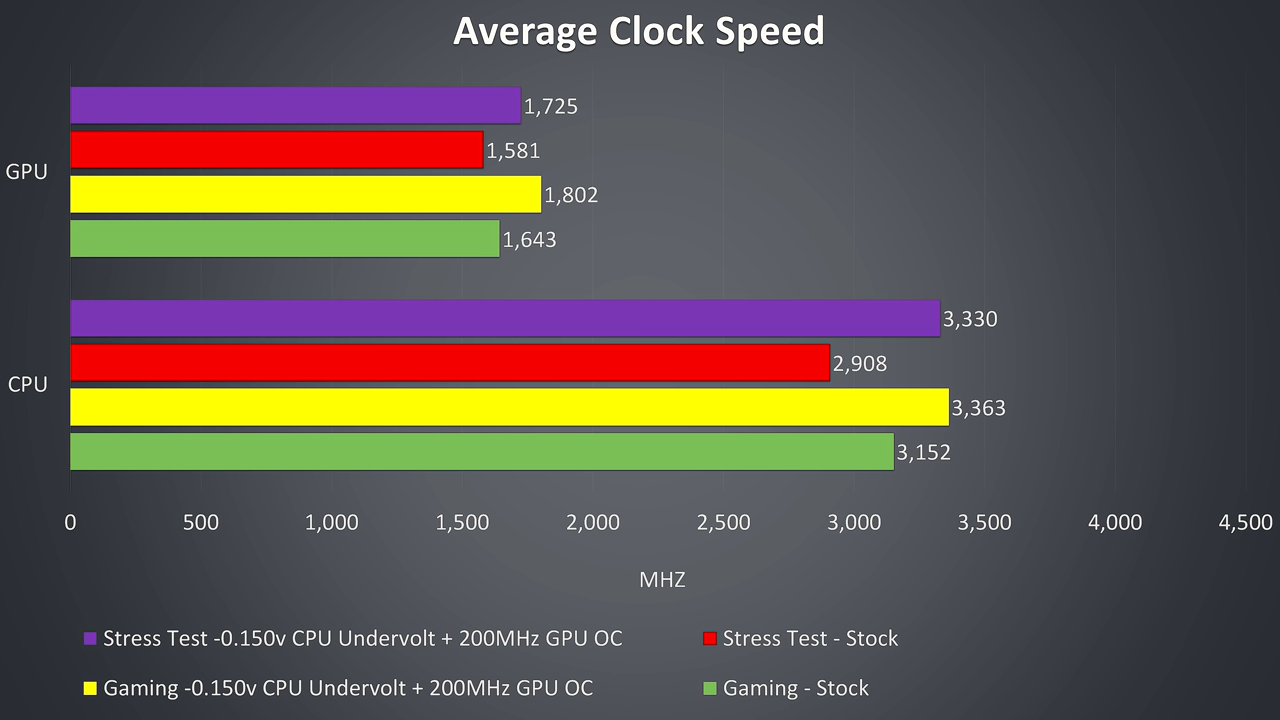 Average Clock Speed
GPU
1,725
1,581
1,802
1,643
CPU
3,330
2,908
3,363
3,152
0 500 1,000 1,500 2,000 2,500 3,000 3,500 4,000 4,500
MHZ
Stress Test -0.150v CPU Undervolt + 200MHz GPU OC
Stress Test - Stock
Gaming -0.150v CPU Undervolt + 200MHz GPU OC
Gaming - Stock